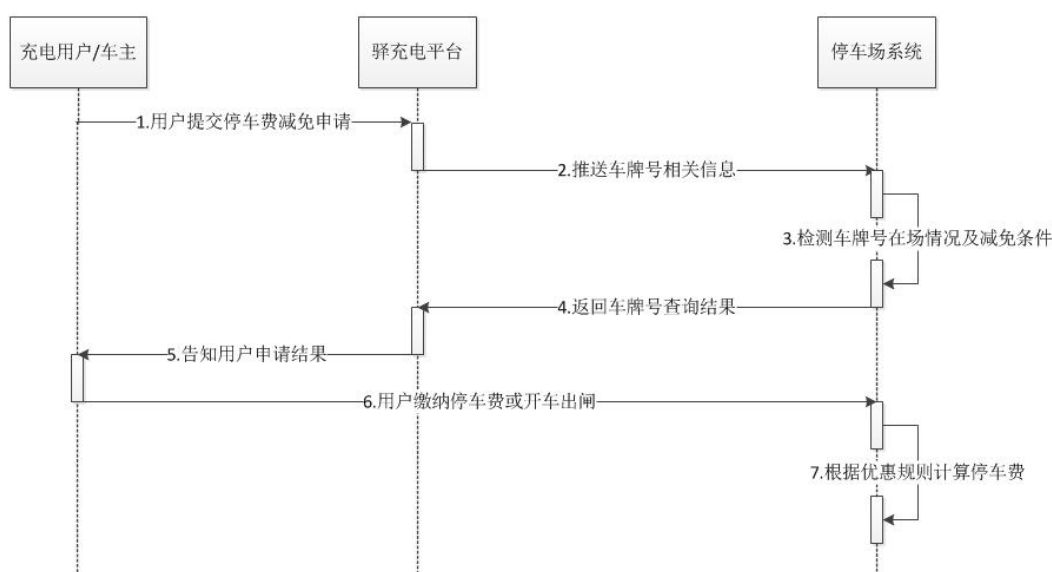 充电用户/车主
驿充电平台
停车场系统
1.用户提交停车费减免申请
2.推送车牌号相关信息
3.检测车牌号在场情况及减免条件
4.返回车牌号查询结果
5.告知用户申请结果
6.用户缴纳停车费或开车出闸
7.根据优惠规则计算停车费